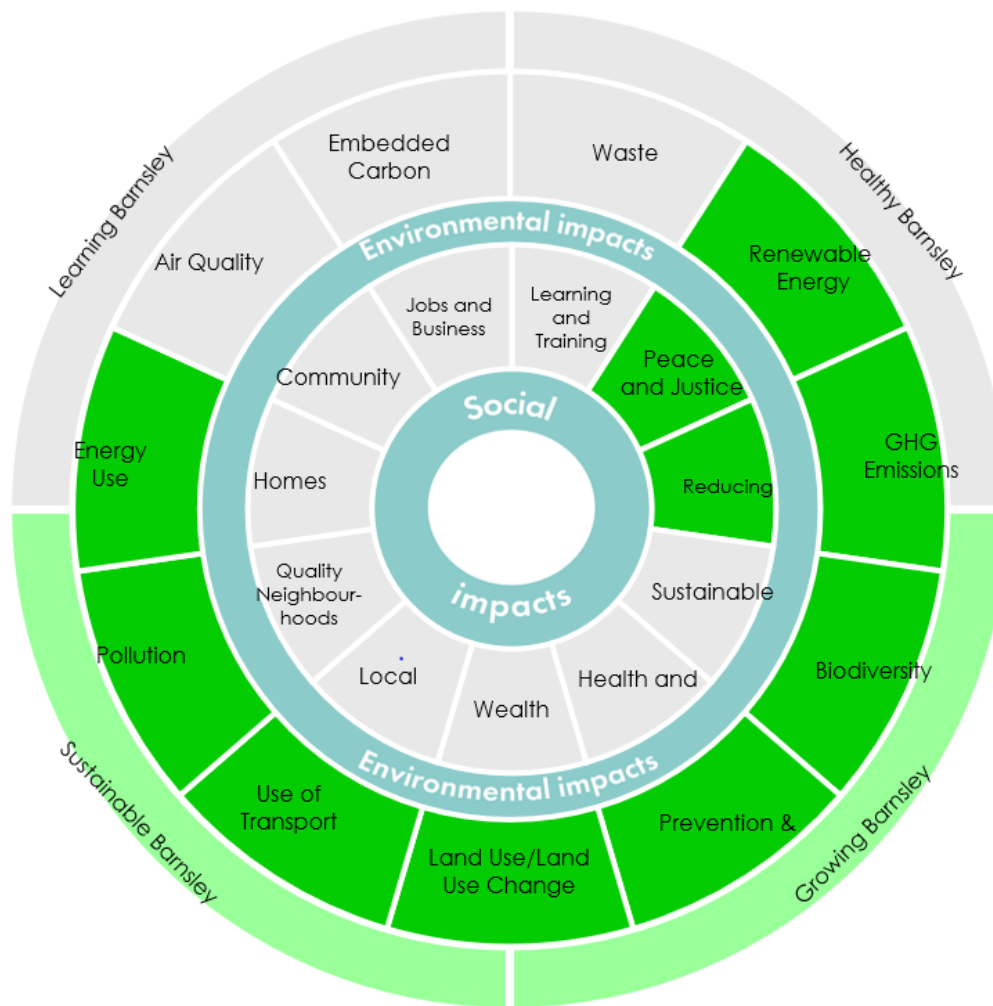 Learning Barnsley
Healthy Barnsley
Embedded
Carbon
Waste
Air Quality
Renewable
Energy
Environmental impacts
Jobs and
Business
Learning
and
Training
Community
Peace
and Justice
Social
Energy
Use
GHG
Emissions
Homes
Reducing
Quality
Neighbour-
hoods
impacts
Sustainable
Pollution
Biodiversity
Local
Health and
Wealth
Environmental impacts
Use of
Transport
Prevention &
Land Use/Land
Use Change
Sustainable Barnsley
Growing Barnsley